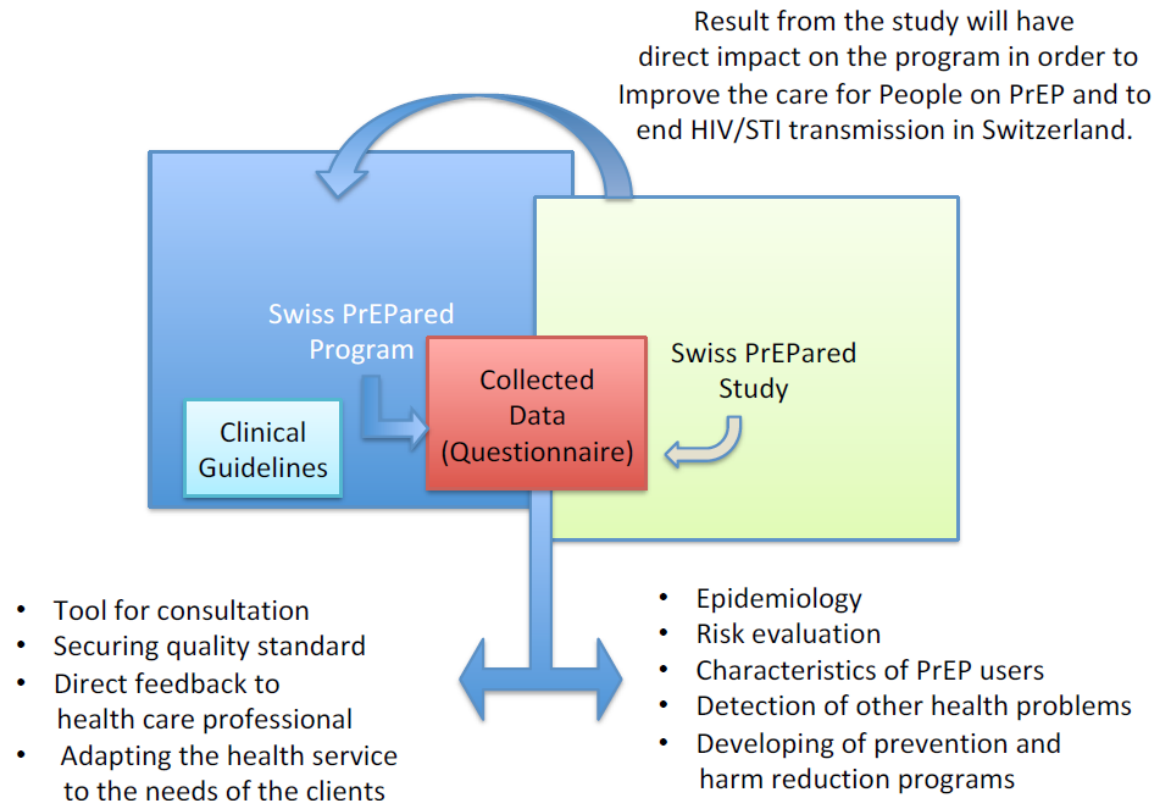 Result from the study will have
direct impact on the program in order to
Improve the care for People on PrEP and to
end HIV/STI transmission in Switzerland.
Swiss PrEPared
Program
Clinical
Guidelines
Collected
Data
(Questionnaire)
Swiss PrEPared
Study
• Tool for consultation
• Securing quality standard
• Direct feedback to
health care professional
• Adapting the health service
to the needs of the clients
• Epidemiology
• Risk evaluation
• Characteristics of PrEP users
• Detection of other health problems
• Developing of prevention and
harm reduction programs